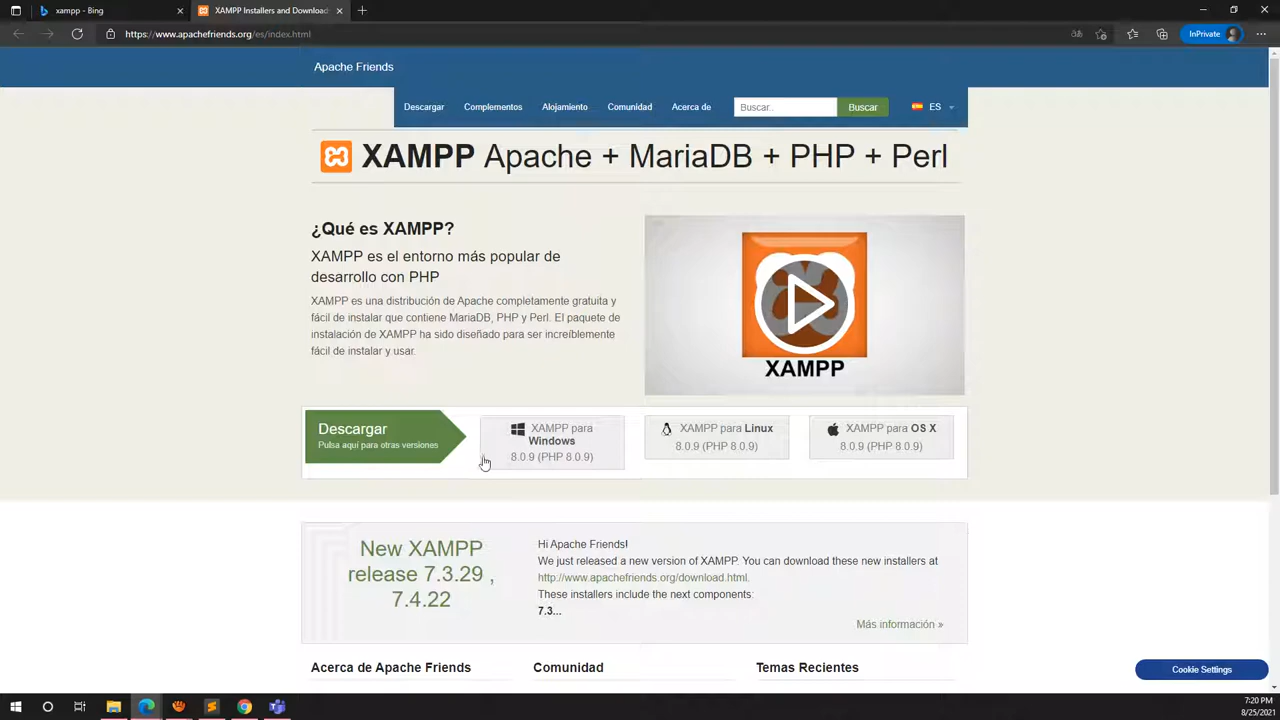 xampp - Bing
XAMPP Installers and Download
https://www.apachefriends.org/es/index.html
InPrivate
Apache Friends
Descargar
Complementos
Alojamiento
Comunidad
Acerca de
Buscar..
Buscar
ES
XAMPP Apache + MariaDB + PHP + Perl
¿Qué es XAMPP?
XAMPP es el entorno más popular de
desarrollo con PHP
XAMPP es una distribución de Apache completamente gratuita y
fácil de instalar que contiene MariaDB, PHP y Perl. El paquete de
instalación de XAMPP ha sido diseñado para ser increíblemente
fácil de instalar y usar.
XAMPP
Descargar
Pulsa aquí para otras versiones
XAMPP para
Windows
8.0.9 (PHP 8.0.9)
XAMPP para Linux
8.0.9 (PHP 8.0.9)
XAMPP para OS X
8.0.9 (PHP 8.0.9)
New XAMPP
release 7.3.29 ,
7.4.22
Hi Apache Friends!
We just released a new version of XAMPP. You can download these new installers at
http://www.apachefriends.org/download.html.
These installers include the next components:
7.3...
Más información »
Acerca de Apache Friends
Comunidad
Temas Recientes
Cookie Settings
7:20 PM
8/25/2021